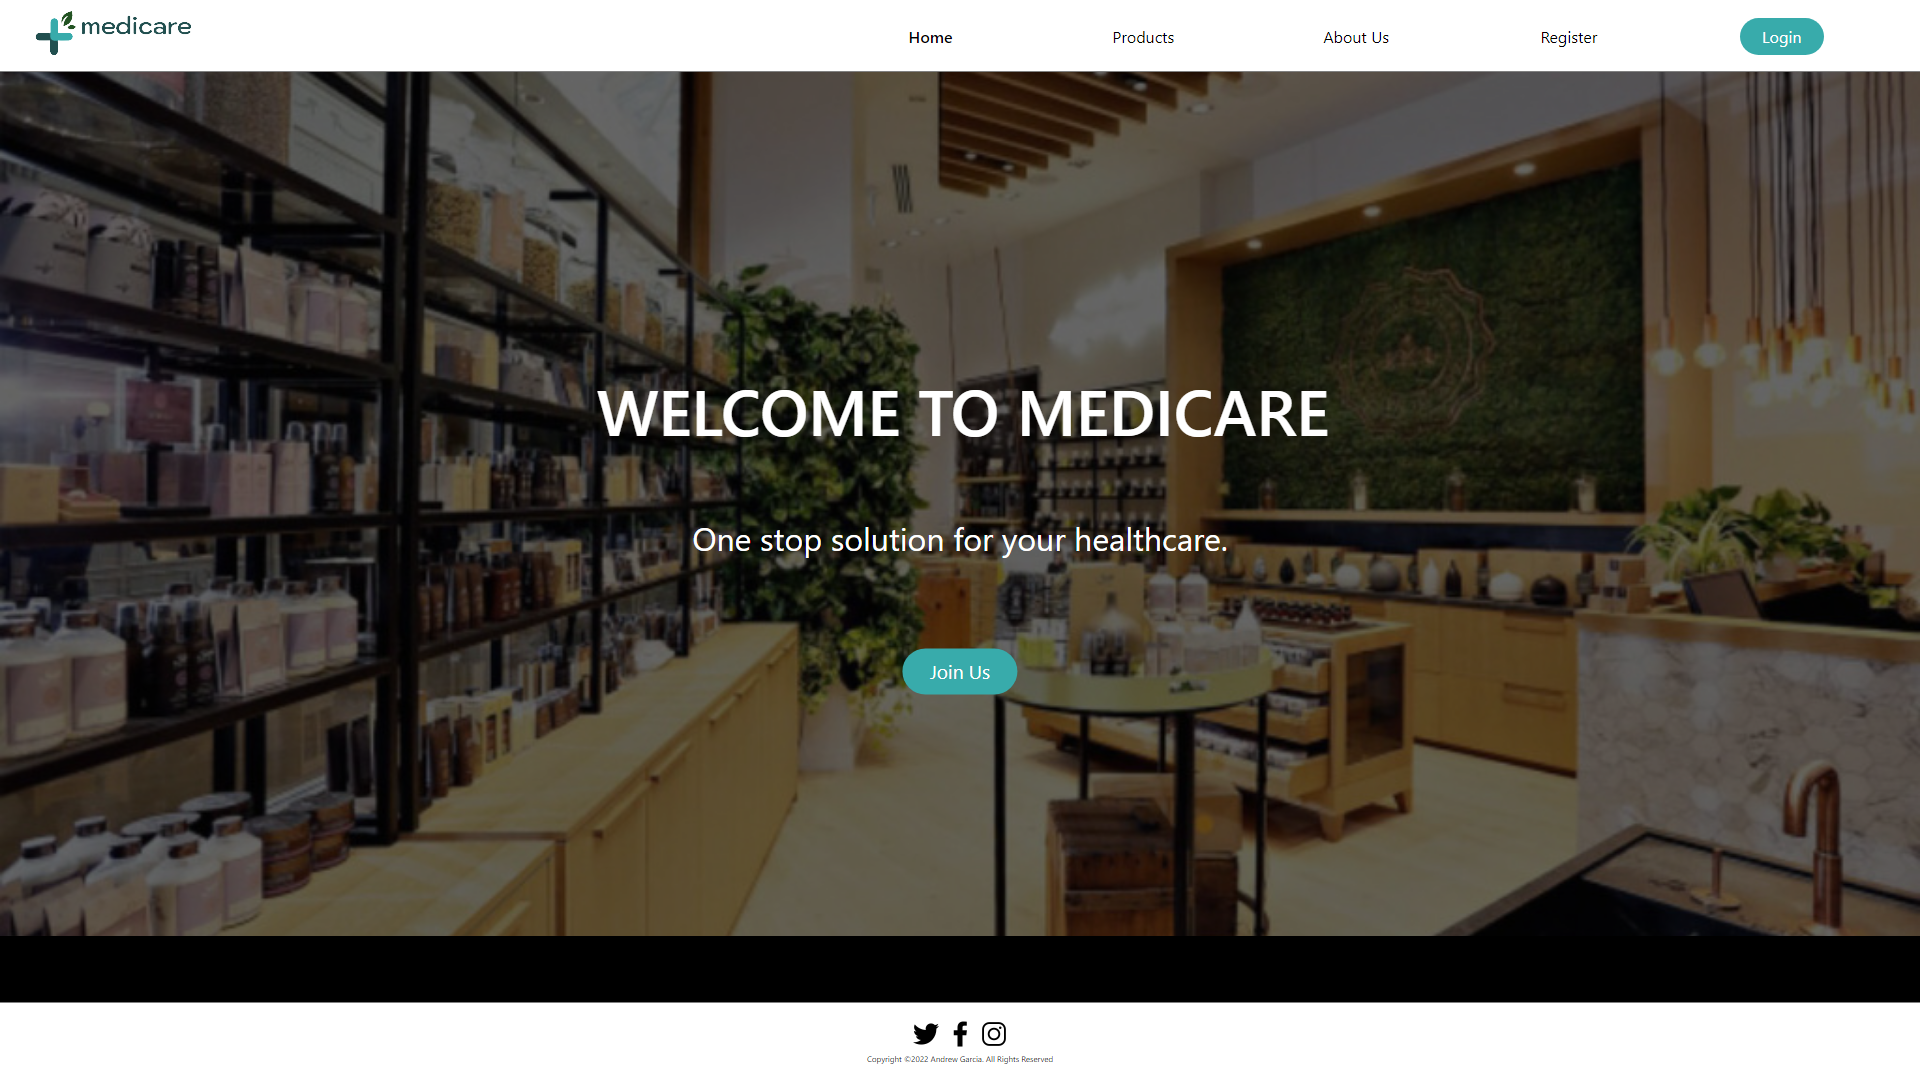 medicare
Home
Products
About Us
Register
Login
WELCOME TO MEDICARE
One stop solution for your healthcare.
Join Us
Copyright ©2022 Andrew Garcia. All Rights Reserved